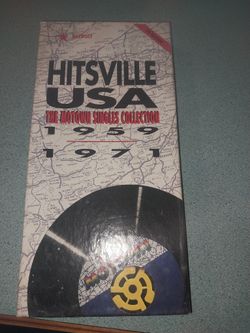 HITSVILLE
USA
THE MOTOWN SINGLES COLLECTION
1959
1971